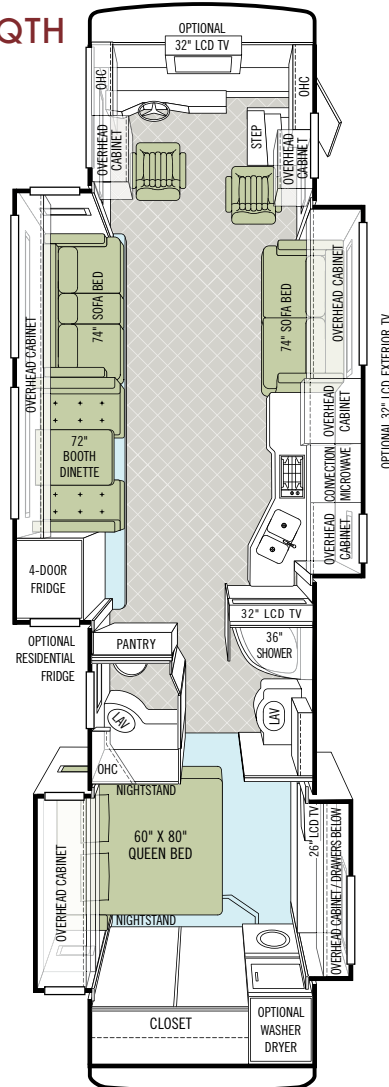 QTH
OPTIONAL
32" LCD TV
OHC
OHC
OVERHEAD
CABINET
STEP
OVERHEAD
CABINET
OVERHEAD CABINET
74" SOFA BED
74" SOFA BED
OVERHEAD CABINET
72"
BOOTH
DINETTE
OVERHEAD
CABINET
CONVECTION
MICROWAVE
OVERHEAD
CABINET
OPTIONAL 32" LCD EXTERIOR TV
4-DOOR
FRIDGE
OPTIONAL
RESIDENTIAL
FRIDGE
32" LCD TV
PANTRY
36"
SHOWER
LAV
LAV
OHC
NIGHTSTAND
60" X 80"
QUEEN BED
OVERHEAD CABINET
26" LCD TV
OVERHEAD CABINET / DRAWERS BELOW
NIGHTSTAND
CLOSET
OPTIONAL
WASHER
DRYER